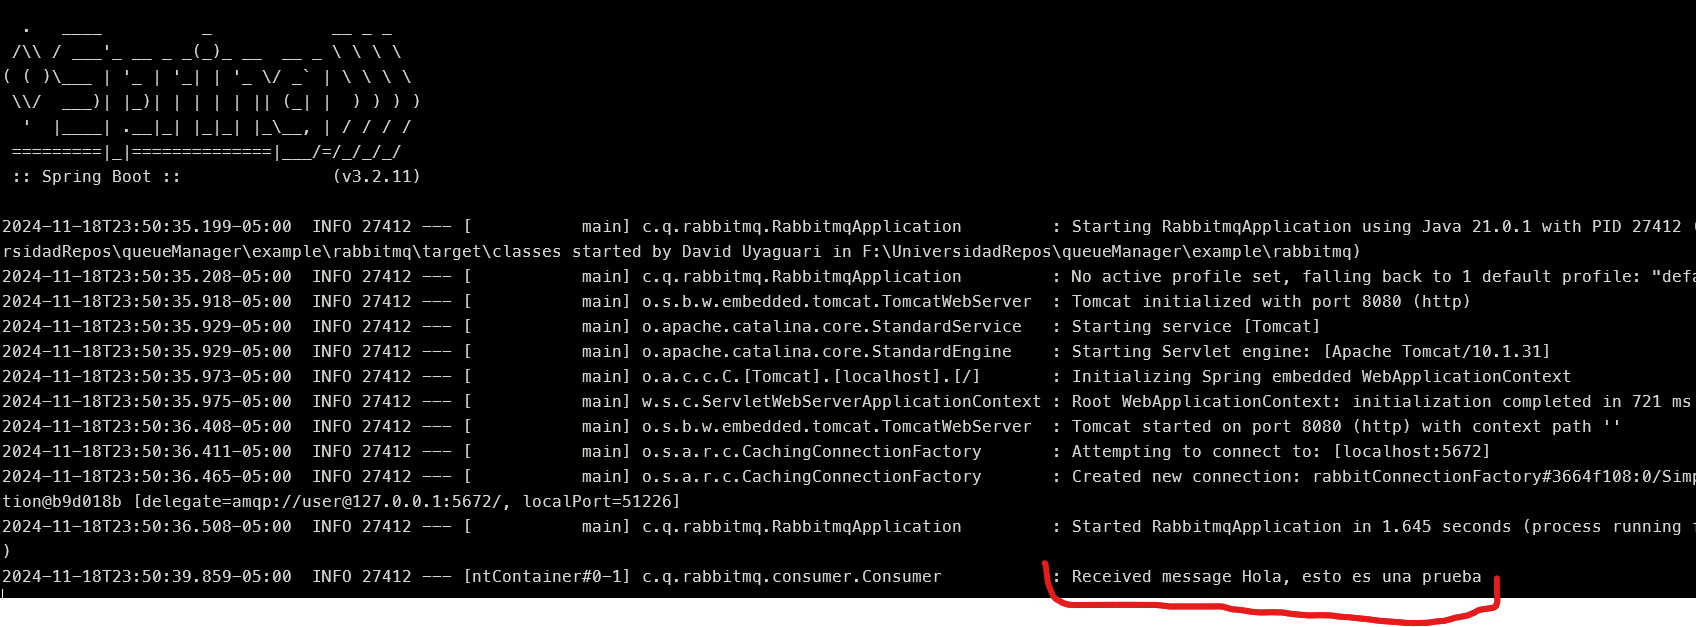 .   ____          _            __ _ _
 /\\ / ___'_ __ _ _(_)_ __  __ _ \ \ \ \
( ( )\___ | '_ | '_| | '_ \/ _` | \ \ \ \
 \\/  ___)| |_)| | | | | || (_| |  ) ) ) )
  '  |____| .__|_| |_|_| |_\__, | / / / /
 =========|_|==============|___/=/_/_/_/
 :: Spring Boot ::               (v3.2.11)
2024-11-18T23:50:35.199-05:00  INFO 27412 --- [           main] c.q.rabbitmq.RabbitmqApplication         : Starting RabbitmqApplication using Java 21.0.1 with PID 27412
rsidadRepos\queueManager\example\rabbitmq\target\classes started by David Uyaguari in F:\UniversidadRepos\queueManager\example\rabbitmq)
2024-11-18T23:50:35.208-05:00  INFO 27412 --- [           main] c.q.rabbitmq.RabbitmqApplication         : No active profile set, falling back to 1 default profile: "defa
2024-11-18T23:50:35.918-05:00  INFO 27412 --- [           main] o.s.b.w.embedded.tomcat.TomcatWebServer  : Tomcat initialized with port 8080 (http)
2024-11-18T23:50:35.929-05:00  INFO 27412 --- [           main] o.apache.catalina.core.StandardService   : Starting service [Tomcat]
2024-11-18T23:50:35.929-05:00  INFO 27412 --- [           main] o.apache.catalina.core.StandardEngine    : Starting Servlet engine: [Apache Tomcat/10.1.31]
2024-11-18T23:50:35.973-05:00  INFO 27412 --- [           main] o.a.c.c.C.[Tomcat].[localhost].[/]       : Initializing Spring embedded WebApplicationContext
2024-11-18T23:50:35.975-05:00  INFO 27412 --- [           main] w.s.c.ServletWebServerApplicationContext : Root WebApplicationContext: initialization completed in 721 ms
2024-11-18T23:50:36.408-05:00  INFO 27412 --- [           main] o.s.b.w.embedded.tomcat.TomcatWebServer  : Tomcat started on port 8080 (http) with context path ''
2024-11-18T23:50:36.411-05:00  INFO 27412 --- [           main] o.s.a.r.c.CachingConnectionFactory       : Attempting to connect to: [localhost:5672]
2024-11-18T23:50:36.465-05:00  INFO 27412 --- [           main] o.s.a.r.c.CachingConnectionFactory       : Created new connection: rabbitConnectionFactory#3664f108:0/Simp
tion@b9d018b [delegate=amqp://user@127.0.0.1:5672/, localPort=51226]
2024-11-18T23:50:36.508-05:00  INFO 27412 --- [           main] c.q.rabbitmq.RabbitmqApplication         : Started RabbitmqApplication in 1.645 seconds (process running
)
2024-11-18T23:50:39.859-05:00  INFO 27412 --- [ntContainer#0-1] c.q.rabbitmq.consumer.Consumer           : Received message Hola, esto es una prueba